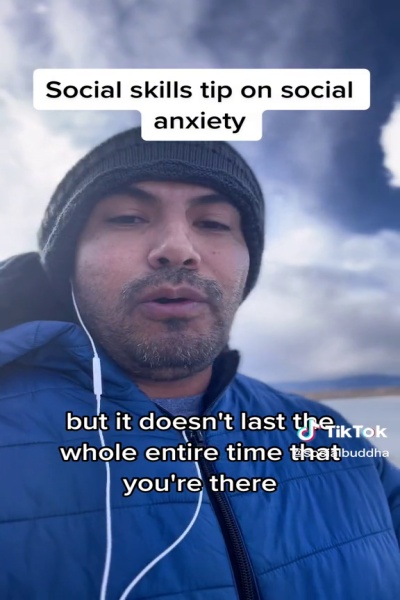 Social skills tip on social
anxiety
but it doesn't last the
whole entire time that
you're there
TikTok
@socialbuddha